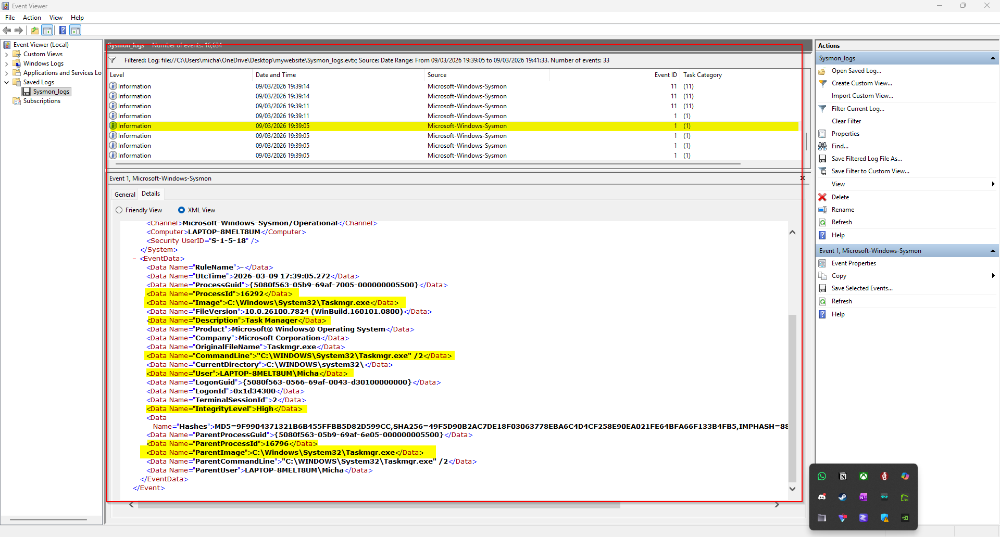 Event Viewer
File Action View Help
Event Viewer (Local)
Custom Views
Windows Logs
Applications and Services Lo
Saved Logs
Sysmon_logs
Subscriptions
Sysmon_logs Number of events: 16,634
Filtered: Log: file://C:\Users\micha\OneDrive\Desktop\mywebsite\Sysmon_logs.evtx; Source: Date Range: From 09/03/2026 19:39:05 to 09/03/2026 19:41:33. Number of events: 33
Level Date and Time Source Event ID Task Category
Information 09/03/2026 19:39:14 Microsoft-Windows-Sysmon 11 (11)
Information 09/03/2026 19:39:14 Microsoft-Windows-Sysmon 11 (11)
Information 09/03/2026 19:39:11 Microsoft-Windows-Sysmon 11 (11)
Information 09/03/2026 19:39:11 Microsoft-Windows-Sysmon 1 (1)
Information 09/03/2026 19:39:05 Microsoft-Windows-Sysmon 1 (1)
Information 09/03/2026 19:39:05 Microsoft-Windows-Sysmon 1 (1)
Information 09/03/2026 19:39:05 Microsoft-Windows-Sysmon 1 (1)
Information 09/03/2026 19:39:05 Microsoft-Windows-Sysmon 1 (1)
Event 1, Microsoft-Windows-Sysmon
General Details
Friendly View XML View
<Channel>Microsoft-Windows-Sysmon/Operational</Channel>
<Computer>LAPTOP-8MELT8UM</Computer>
<Security UserID="S-1-5-18" />
</System>
- <EventData>
<Data Name="RuleName">-</Data>
<Data Name="UtcTime">2026-03-09 17:39:05.272</Data>
<Data Name="ProcessGuid">{5080f563-05b9-69af-7005-000000005500}</Data>
<Data Name="ProcessId">16292</Data>
<Data Name="Image">C:\Windows\System32\Taskmgr.exe</Data>
<Data Name="FileVersion">10.0.26100.7824 (WinBuild.160101.0800)</Data>
<Data Name="Description">Task Manager</Data>
<Data Name="Product">Microsoft® Windows® Operating System</Data>
<Data Name="Company">Microsoft Corporation</Data>
<Data Name="OriginalFileName">Taskmgr.exe</Data>
<Data Name="CommandLine">"C:\WINDOWS\System32\Taskmgr.exe" /2</Data>
<Data Name="CurrentDirectory">C:\WINDOWS\system32\</Data>
<Data Name="User">LAPTOP-8MELT8UM\Micha</Data>
<Data Name="LogonGuid">{5080f563-0566-69af-0043-d30100000000}</Data>
<Data Name="LogonId">0x1d34300</Data>
<Data Name="TerminalSessionId">2</Data>
<Data Name="IntegrityLevel">High</Data>
<Data
Name="Hashes">MD5=9F9904371321B6B455FFBB5D82D599CC,SHA256=49F5D90B2AC7DE18F03063778EBA6C4D4CF258E90EA021FE64BFA66F133B4FB5,IMPHASH=88
<Data Name="ParentProcessGuid">{5080f563-05b9-69af-6e05-000000005500}</Data>
<Data Name="ParentProcessId">16796</Data>
<Data Name="ParentImage">C:\Windows\System32\Taskmgr.exe</Data>
<Data Name="ParentCommandLine">"C:\WINDOWS\System32\Taskmgr.exe" /2</Data>
<Data Name="ParentUser">LAPTOP-8MELT8UM\Micha</Data>
</EventData>
</Event>
Actions
Sysmon_logs
Open Saved Log...
Create Custom View...
Import Custom View...
Filter Current Log...
Clear Filter
Properties
Find...
Save Filtered Log File As...
Save Filter to Custom View...
View
Delete
Rename
Refresh
Help
Event 1, Microsoft-Windows-Sysmon
Event Properties
Copy
Save Selected Events...
Refresh
Help